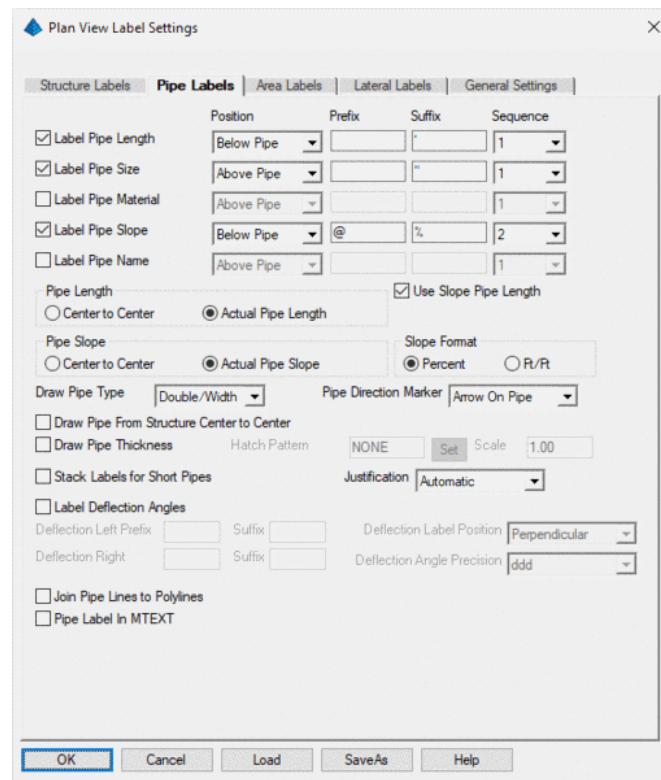 Plan View Label Settings
Structure Labels Pipe Labels Area Labels Lateral Labels General Settings
Position Prefix Suffix Sequence
Label Pipe Length Below Pipe ' 1
Label Pipe Size Above Pipe " 1
Label Pipe Material Above Pipe 1
Label Pipe Slope Below Pipe @ % 2
Label Pipe Name Above Pipe 1
Pipe Length Use Slope Pipe Length
Center to Center Actual Pipe Length
Pipe Slope Slope Format
Center to Center Actual Pipe Slope Percent Ft/Ft
Draw Pipe Type Double/Width Pipe Direction Marker Arrow On Pipe
Draw Pipe From Structure Center to Center
Draw Pipe Thickness Hatch Pattern NONE Set Scale 1.00
Stack Labels for Short Pipes Justification Automatic
Label Deflection Angles
Deflection Left Prefix Suffix Deflection Label Position Perpendicular
Deflection Right Suffix Deflection Angle Precision ddd
Join Pipe Lines to Polylines
Pipe Label In MTEXT
OK Cancel Load SaveAs Help